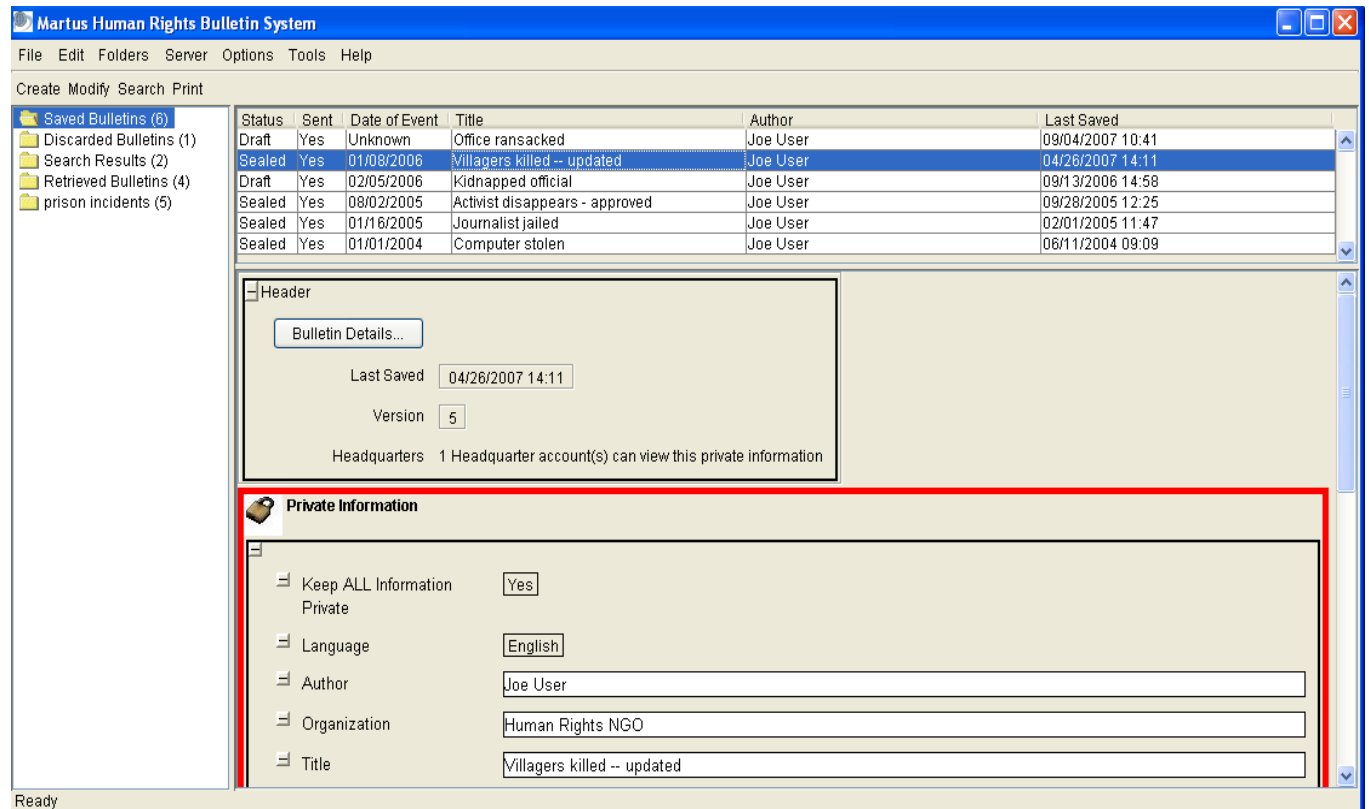 Martus Human Rights Bulletin System
File Edit Folders Server Options Tools Help
Create Modify Search Print
Saved Bulletins (6)
Discarded Bulletins (1)
Search Results (2)
Retrieved Bulletins (4)
prison incidents (5)
Status Sent Date of Event Title Author Last Saved
Draft Yes Unknown Office ransacked Joe User 09/04/2007 10:41
Sealed Yes 01/08/2006 Villagers killed -- updated Joe User 04/26/2007 14:11
Draft Yes 02/05/2006 Kidnapped official Joe User 09/13/2006 14:58
Sealed Yes 08/02/2005 Activist disappears - approved Joe User 09/28/2005 12:25
Sealed Yes 01/16/2005 Journalist jailed Joe User 02/01/2005 11:47
Sealed Yes 01/01/2004 Computer stolen Joe User 06/11/2004 09:09
Header
Bulletin Details...
Last Saved 04/26/2007 14:11
Version 5
Headquarters 1 Headquarter account(s) can view this private information
Private Information
Keep ALL Information Yes
Private
Language English
Author Joe User
Organization Human Rights NGO
Title Villagers killed -- updated
Ready